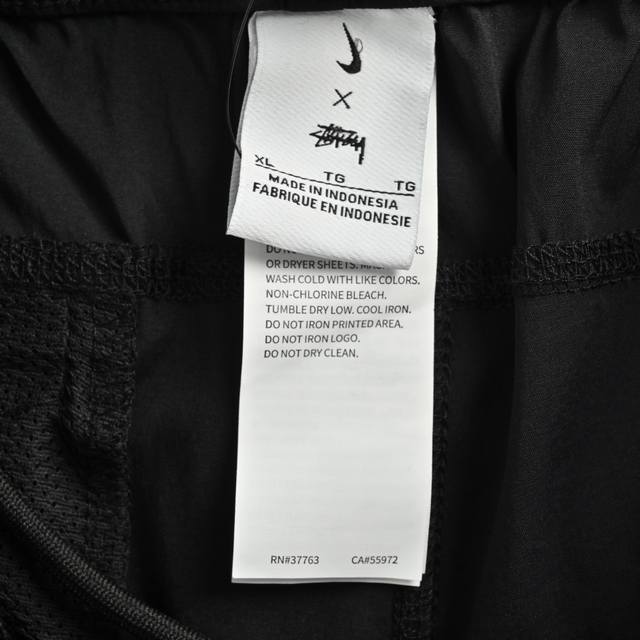 X
Stüssy
XL TG TG
MADE IN INDONESIA
FABRIQUE EN INDONESIE
OR DRYER SHEETS.
WASH COLD WITH LIKE COLORS.
NON-CHLORINE BLEACH.
TUMBLE DRY LOW. COOL IRON.
DO NOT IRON PRINTED AREA.
DO NOT IRON LOGO.
DO NOT DRY CLEAN.
RN#37763 CA#55972